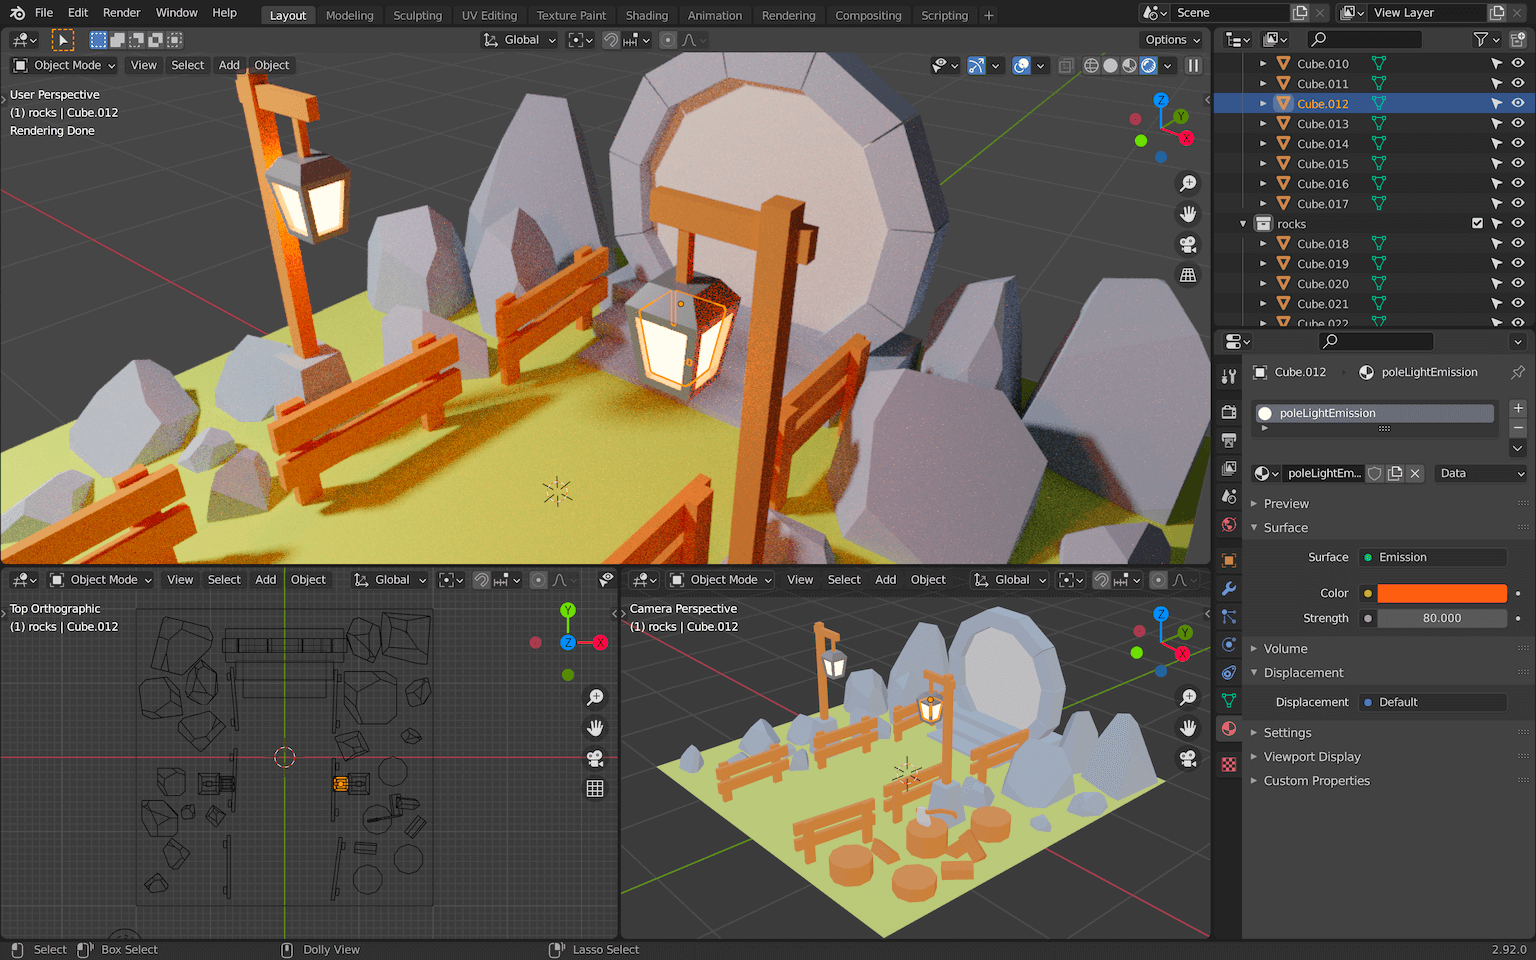 File Edit Render Window Help Layout Modeling Sculpting UV Editing Texture Paint Shading Animation Rendering Compositing Scripting + Scene View Layer
Global Options
Object Mode View Select Add Object
User Perspective
(1) rocks | Cube.012
Rendering Done
Z
Y
X
Cube.010
Cube.011
Cube.012
Cube.013
Cube.014
Cube.015
Cube.016
Cube.017
rocks
Cube.018
Cube.019
Cube.020
Cube.021
Cube.022
Cube.012 poleLightEmission
poleLightEmission
poleLightEm... Data
Preview
Surface
Surface Emission
Color
Strength 80.000
Volume
Displacement
Displacement Default
Settings
Viewport Display
Custom Properties
Object Mode View Select Add Object Global
Top Orthographic
(1) rocks | Cube.012
Y
Z X
Object Mode View Select Add Object Global
Camera Perspective
(1) rocks | Cube.012
Z
Y
X
Select Box Select Dolly View Lasso Select 2.92.0